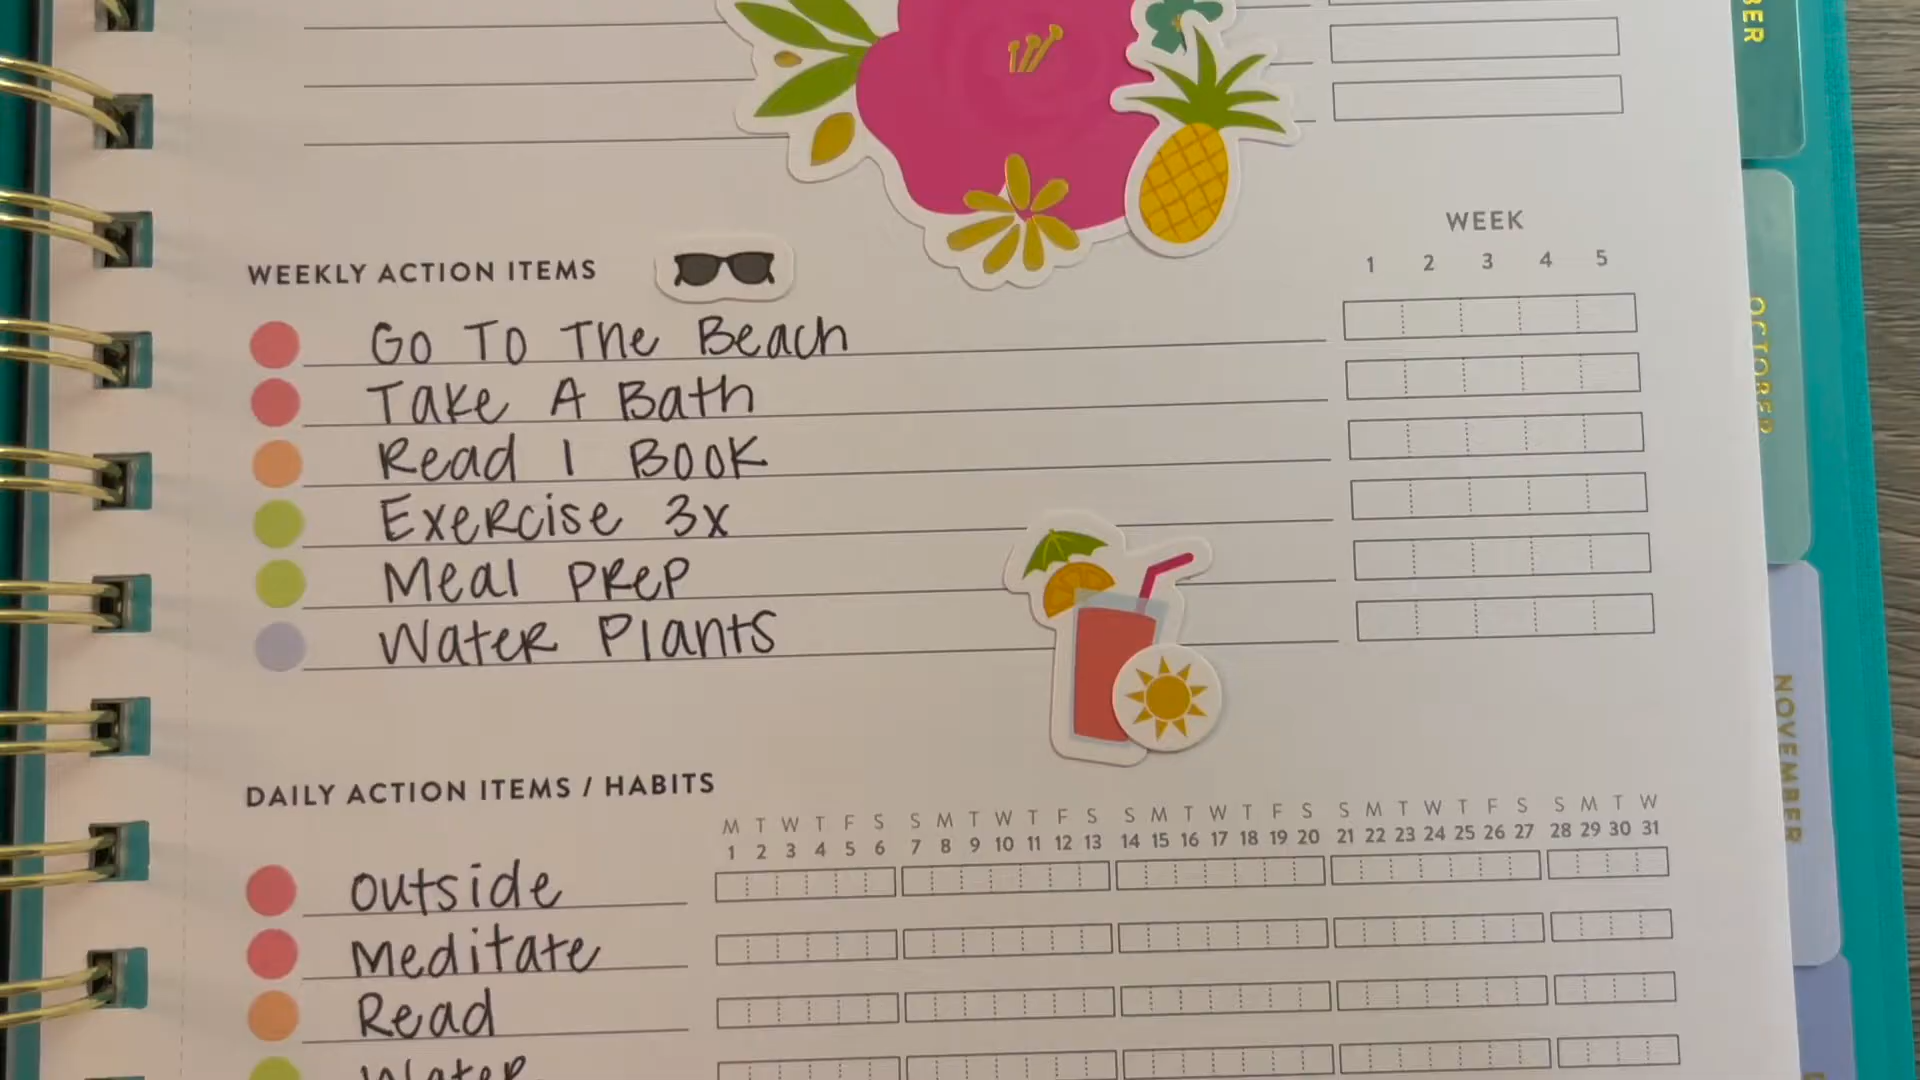 BER
WEEK
WEEKLY ACTION ITEMS
1 2 3 4 5
Go To The Beach
Take A Bath
Read 1 Book
Exercise 3x
Meal Prep
Water Plants
OCTOBER
NOVEMBER
DAILY ACTION ITEMS / HABITS
M T W T F S S M T W T F S S M T W T F S S M T W T F S S M T W
1 2 3 4 5 6 7 8 9 10 11 12 13 14 15 16 17 18 19 20 21 22 23 24 25 26 27 28 29 30 31
Outside
Meditate
Read
Water